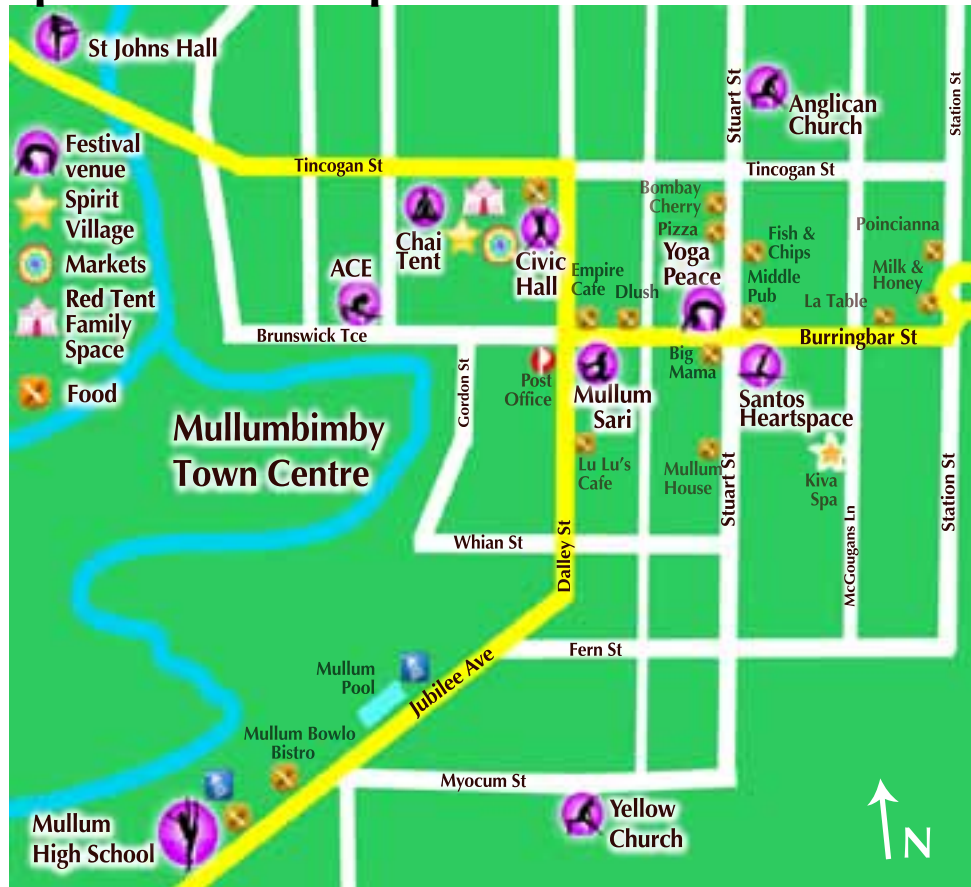 St Johns Hall
Festival
venue
Spirit
Village
Markets
Red Tent
Family
Space
Food
Tincogan St
Stuart St
Anglican
Church
Station St
Tincogan St
Chai
Tent
Civic
Hall
ACE
Bombay
Cherry
Pizza
Yoga
Peace
Fish &
Chips
Middle
Pub
Poincianna
Milk &
Honey
La Table
Empire
Cafe
Dlush
Brunswick Tce
Burringbar St
Gordon St
Post
Office
Mullum
Sari
Big
Mama
Santos
Heartspace
Mullumbimby
Town Centre
Lu Lu's
Cafe
Mullum
House
Stuart St
Kiva
Spa
McGougans Ln
Station St
Whian St
Dalley St
Fern St
Jubilee Ave
Mullum
Pool
Mullum Bowlo
Bistro
Myocum St
Mullum
High School
Yellow
Church
N